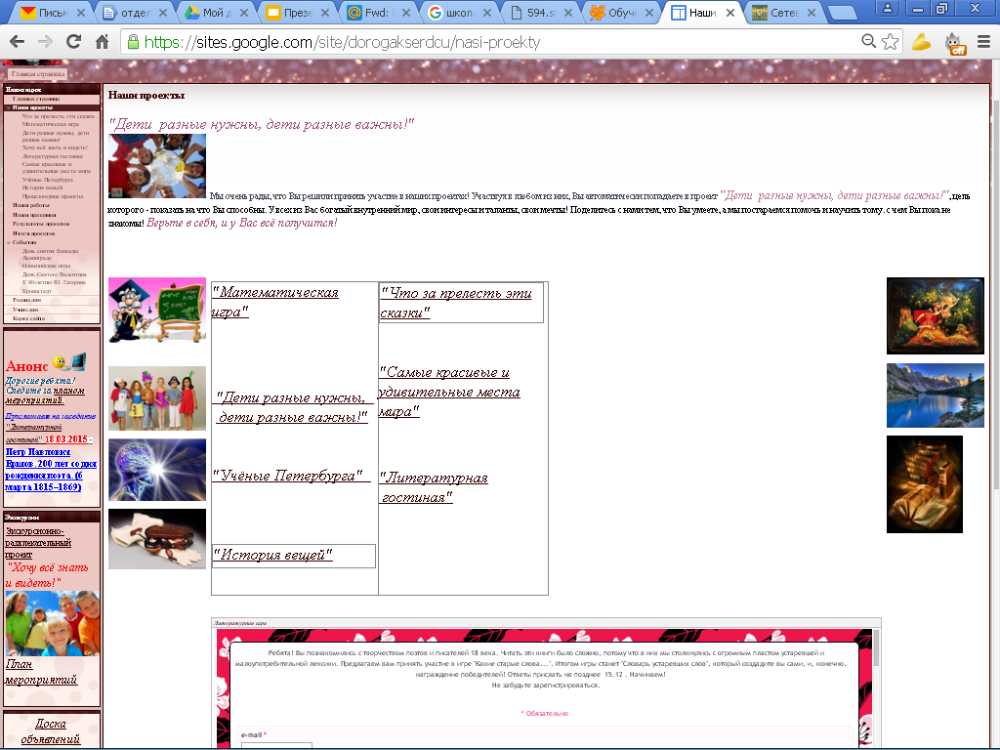 Письм
отдел
Мой д
Презе
Fwd:
школа
594.s
Обуче
Наши
Сетев
https://sites.google.com/site/dorogakserdcu/nasi-proekty
off
Главная страница
Навигация
Главная страница
Наши проекты
Что за прелесть эти сказки...
Математическая игра
Дети разные нужны, дети
разные важны!
Хочу всё знать и видеть!
Литературная гостиная
Самые красивые и
удивительные места мира
Учёные Петербурга
История вещей
Прошлогодние проекты
Наши работы
Наши праздники
Результаты проектов
Итоги проектов
События
День снятия блокады
Ленинграда
Олимпийские игры
День Святого Валентина
К 80-летию Ю. Гагарина
Кронштадт
Родителям
Учителям
Карта сайта
Анонс
Дорогие ребята!
Следите за планом
мероприятий.
Приглашаем на заседание
"Литературной
гостиной" 18.03.2015 -
Петр Павлович
Ершов. 200 лет со дня
рождения поэта. (6
марта 1815–1869)
Экскурсии
Экскурсионно-
развлекательный
проект
"Хочу всё знать
и видеть!"
План
мероприятий
Доска
объявлений
Наши проекты
"Дети разные нужны, дети разные важны!"
Мы очень рады, что Вы решили принять участие в наших проектах! Участвуя в любом из них, Вы автоматически попадаете в проект "Дети разные нужны, дети разные важны!", цель
которого - показать на что Вы способны. У всех из Вас богатый внутренний мир, свои интересы и таланты, свои мечты! Поделитесь с нами тем, что Вы умеете, а мы постараемся помочь и научить тому. с чем Вы пока не
знакомы! Верьте в себя, и у Вас всё получится!
"Математическая
игра"
"Что за прелесть эти
сказки"
"Дети разные нужны,
дети разные важны!"
"Самые красивые и
удивительные места
мира"
"Учёные Петербурга"
"Литературная
гостиная"
"История вещей"
Литературная игра
Ребята! Вы познакомились с творчеством поэтов и писателей 18 века. Читать эти книги было сложно, потому что в них мы столкнулись с огромным пластом устаревшей и
малоупотребительной лексики. Предлагаем вам принять участие в игре "Какие старые слова...". Итогом игры станет "Словарь устаревших слов", который создадите вы сами, и, конечно,
награждение победителей! Ответы прислать не позднее 15.12 . Начинаем!
Не забудьте зарегистрироваться.
* Обязательно
e-mail *